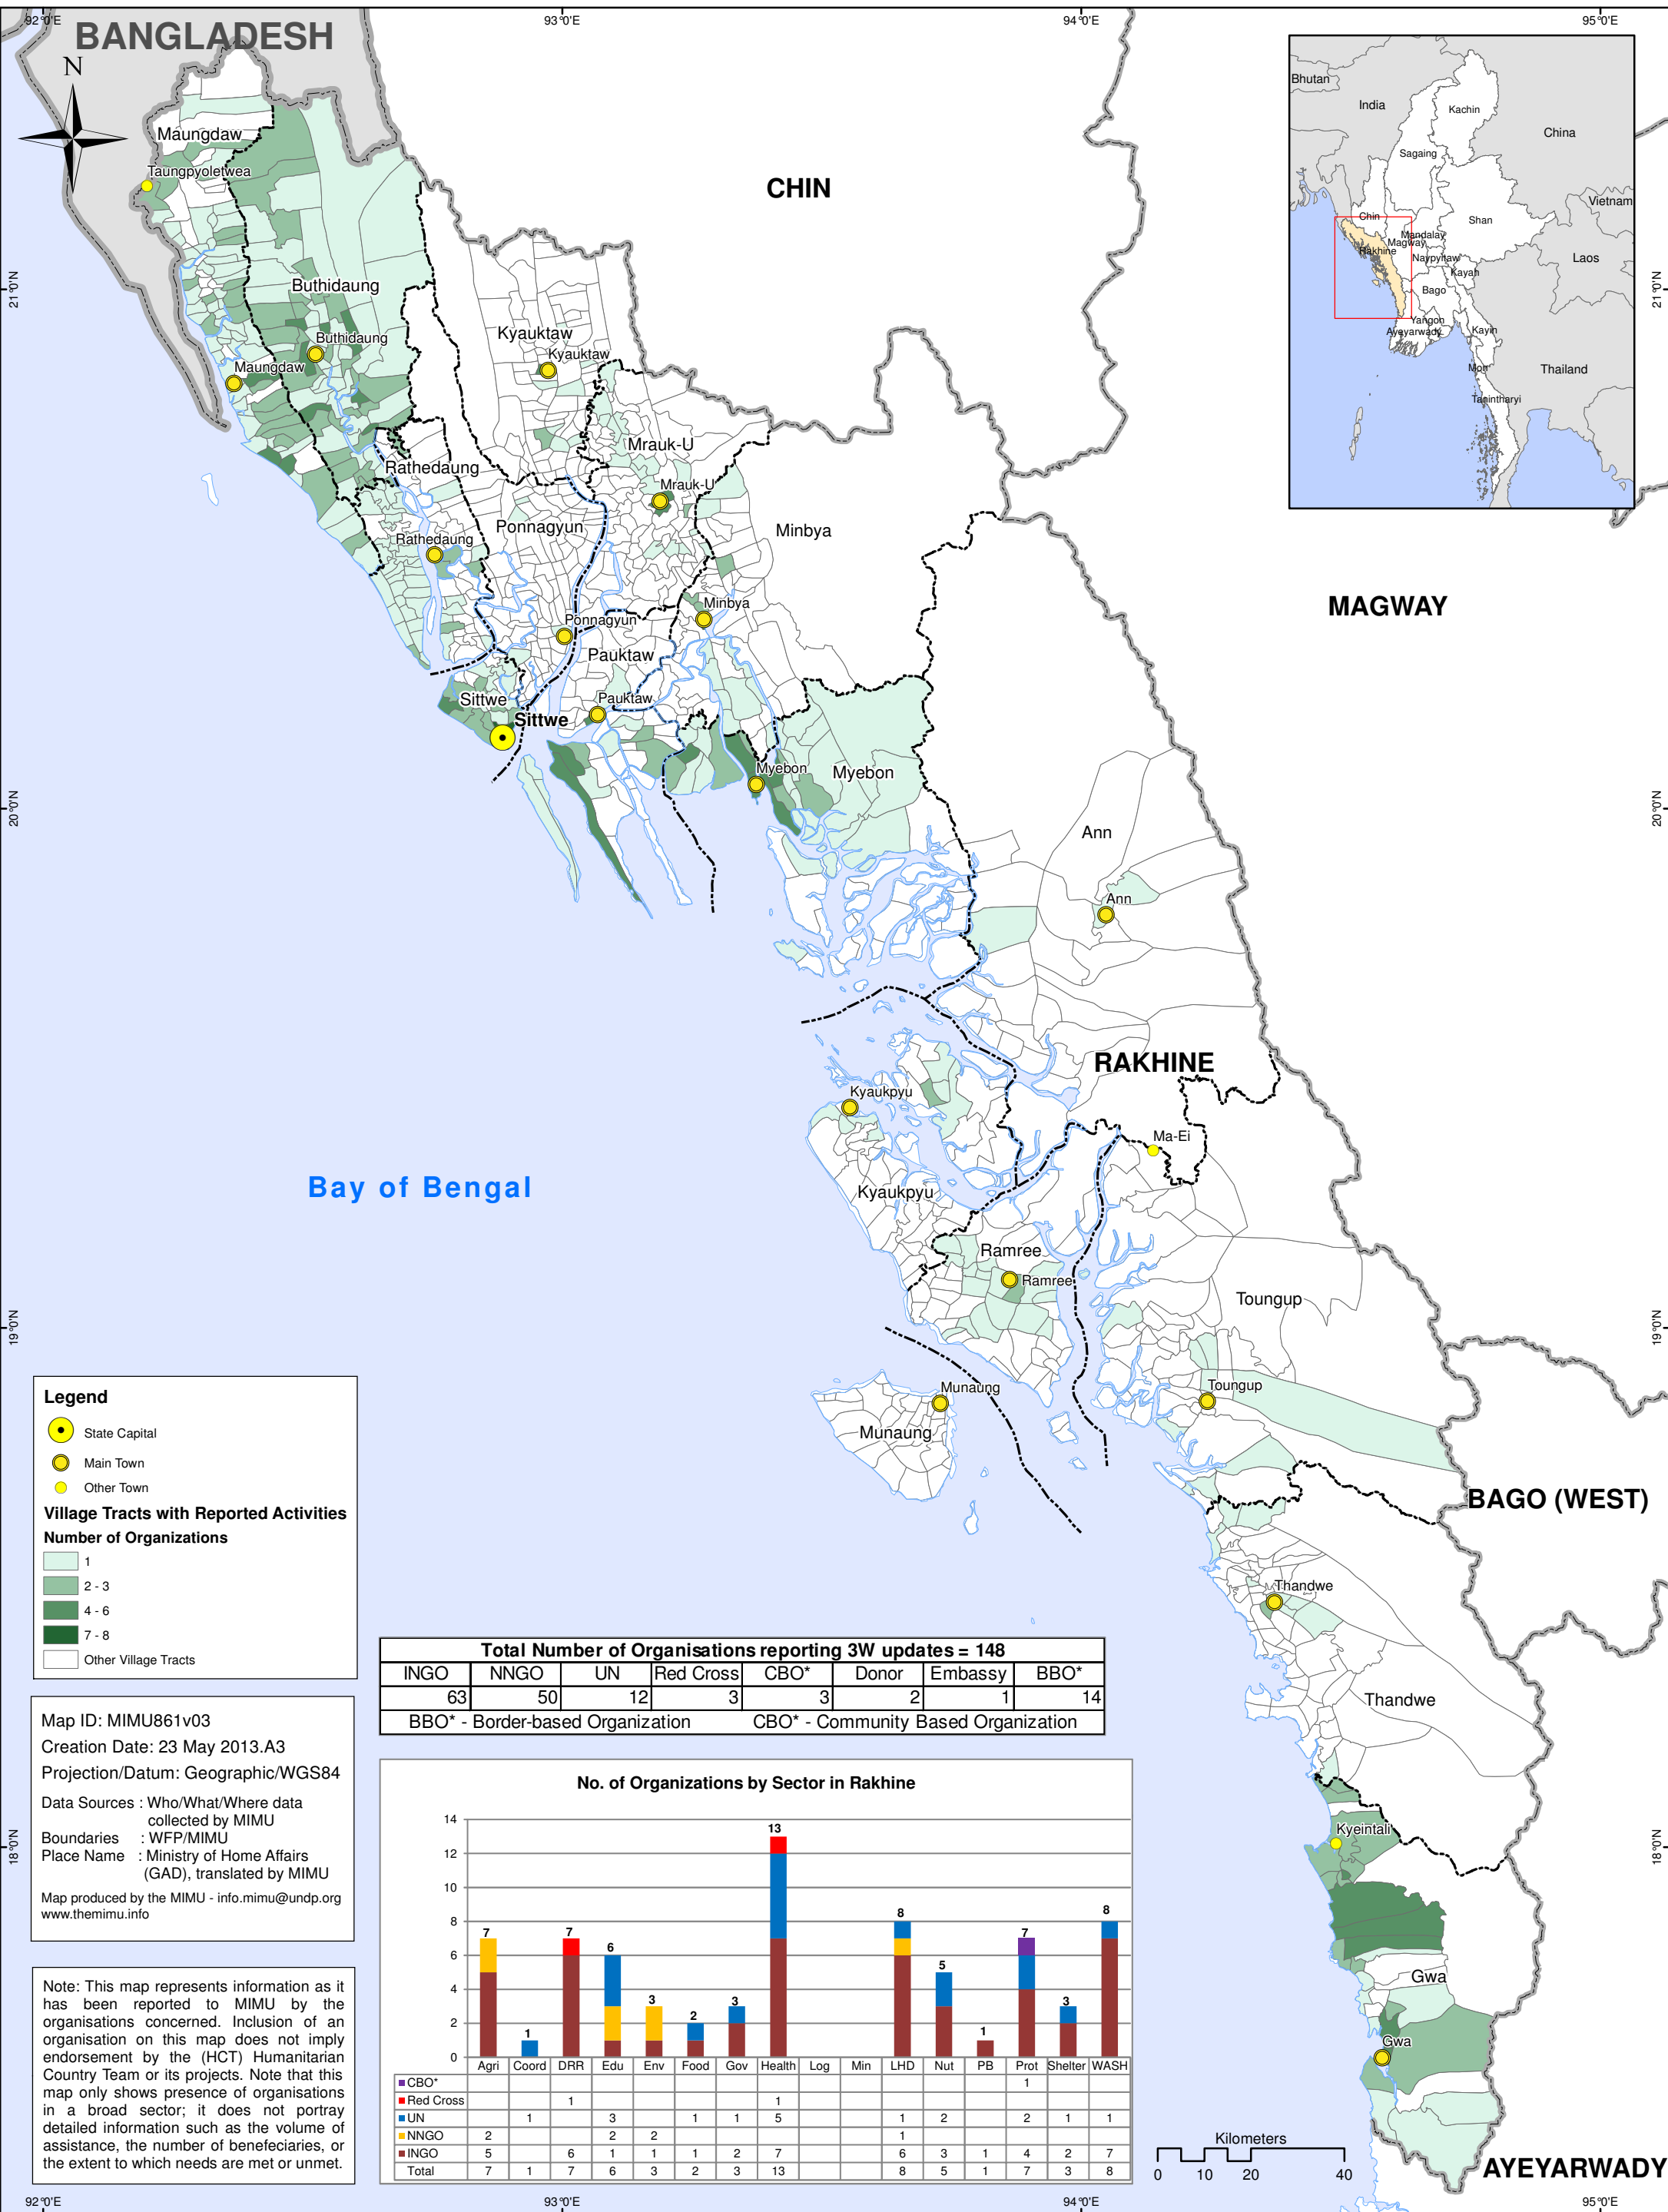 92°0'E
93°0'E
94°0'E
95°0'E
BANGLADESH
N
Maungdaw
Taungpyoletwea
CHIN
Buthidaung
21°0'N
21°0'N
Kyauktaw
Kyauktaw
Buthidaung
Maungdaw
Mrauk-U
Rathedaung
Mrauk-U
Ponnagyun
Minbya
Rathedaung
MAGWAY
Minbya
Ponnagyun
Pauktaw
Sittwe
Pauktaw
Sittwe
Myebon
Myebon
20°0'N
20°0'N
Ann
Ann
RAKHINE
Kyaukpyu
Ma-Ei
Bay of Bengal
Kyaukpyu
Ramree
Ramree
Toungup
19°0'N
19°0'N
Toungup
Munaung
Munaung
BAGO (WEST)
Thandwe
Thandwe
Kyeintali
18°0'N
18°0'N
Gwa
Gwa
AYEYARWADY
Bhutan
India
Kachin
China
Sagaing
Vietnam
Chin
Shan
Mandalay
Magway
Rakhine
Naypyitaw
Laos
Kayah
Bago
Yangon
Ayeyarwady
Kayin
Mon
Thailand
Tanintharyi
Legend
State Capital
Main Town
Other Town
Village Tracts with Reported Activities
Number of Organizations
1
2 - 3
4 - 6
7 - 8
Other Village Tracts
Map ID: MIMU861v03
Creation Date: 23 May 2013.A3
Projection/Datum: Geographic/WGS84
Data Sources : Who/What/Where data
collected by MIMU
Boundaries : WFP/MIMU
Place Name : Ministry of Home Affairs
(GAD), translated by MIMU
Map produced by the MIMU - info.mimu@undp.org
www.themimu.info
Note: This map represents information as it
has been reported to MIMU by the
organisations concerned. Inclusion of an
organisation on this map does not imply
endorsement by the (HCT) Humanitarian
Country Team or its projects. Note that this
map only shows presence of organisations
in a broad sector; it does not portray
detailed information such as the volume of
assistance, the number of benefeciaries, or
the extent to which needs are met or unmet.
Total Number of Organisations reporting 3W updates = 148
INGO NNGO UN Red Cross CBO* Donor Embassy BBO*
63 50 12 3 3 2 1 14
BBO* - Border-based Organization CBO* - Community Based Organization
No. of Organizations by Sector in Rakhine
14
12
10
8
6
4
2
0
7 1 7 6 3 2 3 13 8 5 1 7 3 8
Agri Coord DRR Edu Env Food Gov Health Log Min LHD Nut PB Prot Shelter WASH
CBO* 1
Red Cross 1 1
UN 1 3 1 1 5 1 2 2 1 1
NNGO 2 2 2 1
INGO 5 6 1 1 1 2 7 6 3 1 4 2 7
Total 7 1 7 6 3 2 3 13 8 5 1 7 3 8
Kilometers
0 10 20 40
92°0'E
93°0'E
94°0'E
95°0'E